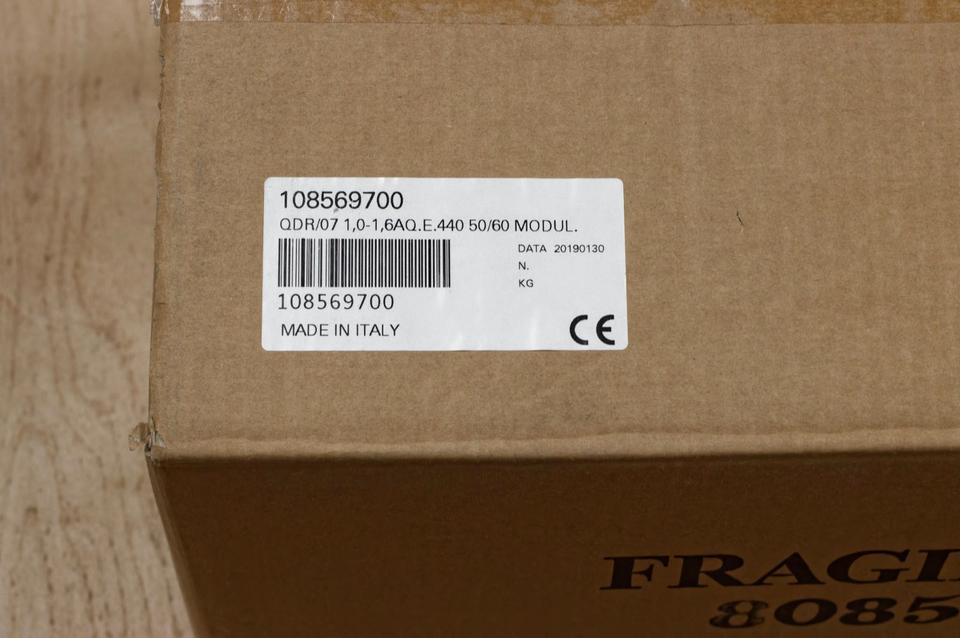 108569700
QDR/07 1,0-1,6AQ.E.440 50/60 MODUL.
DATA 20190130
N.
KG
108569700
MADE IN ITALY
CE